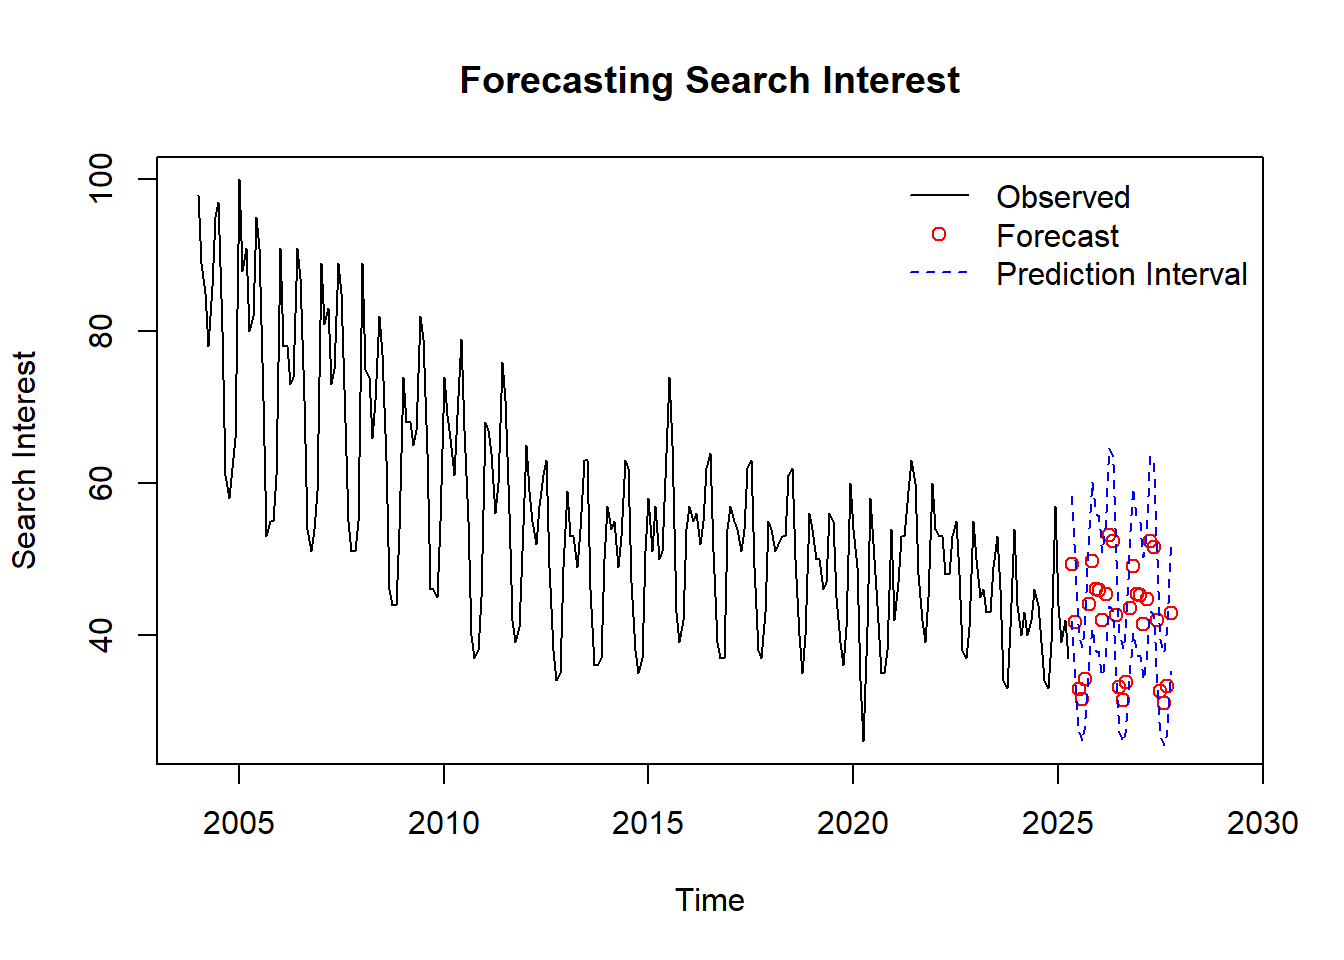 Forecasting Search Interest
Observed
Forecast
Prediction Interval
Search Interest
100
80
60
40
2005 2010 2015 2020 2025 2030
Time